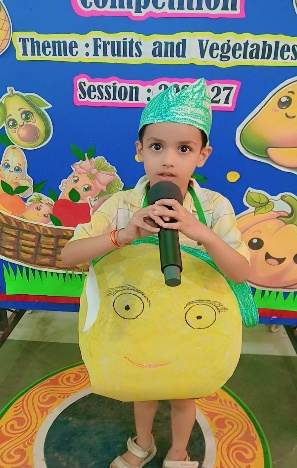 competition
Theme : Fruits and Vegetables
Session :